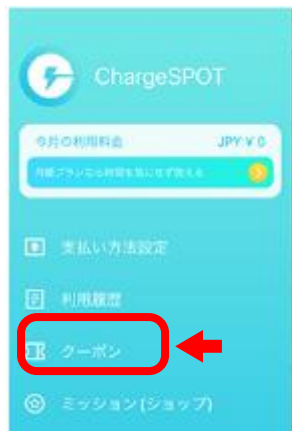 ChargeSPOT
今月の利用料金 JPY ¥ 0
月額プランなら時間を気にせず使える
支払い方法設定
利用履歴
クーポン
ミッション(ショップ)